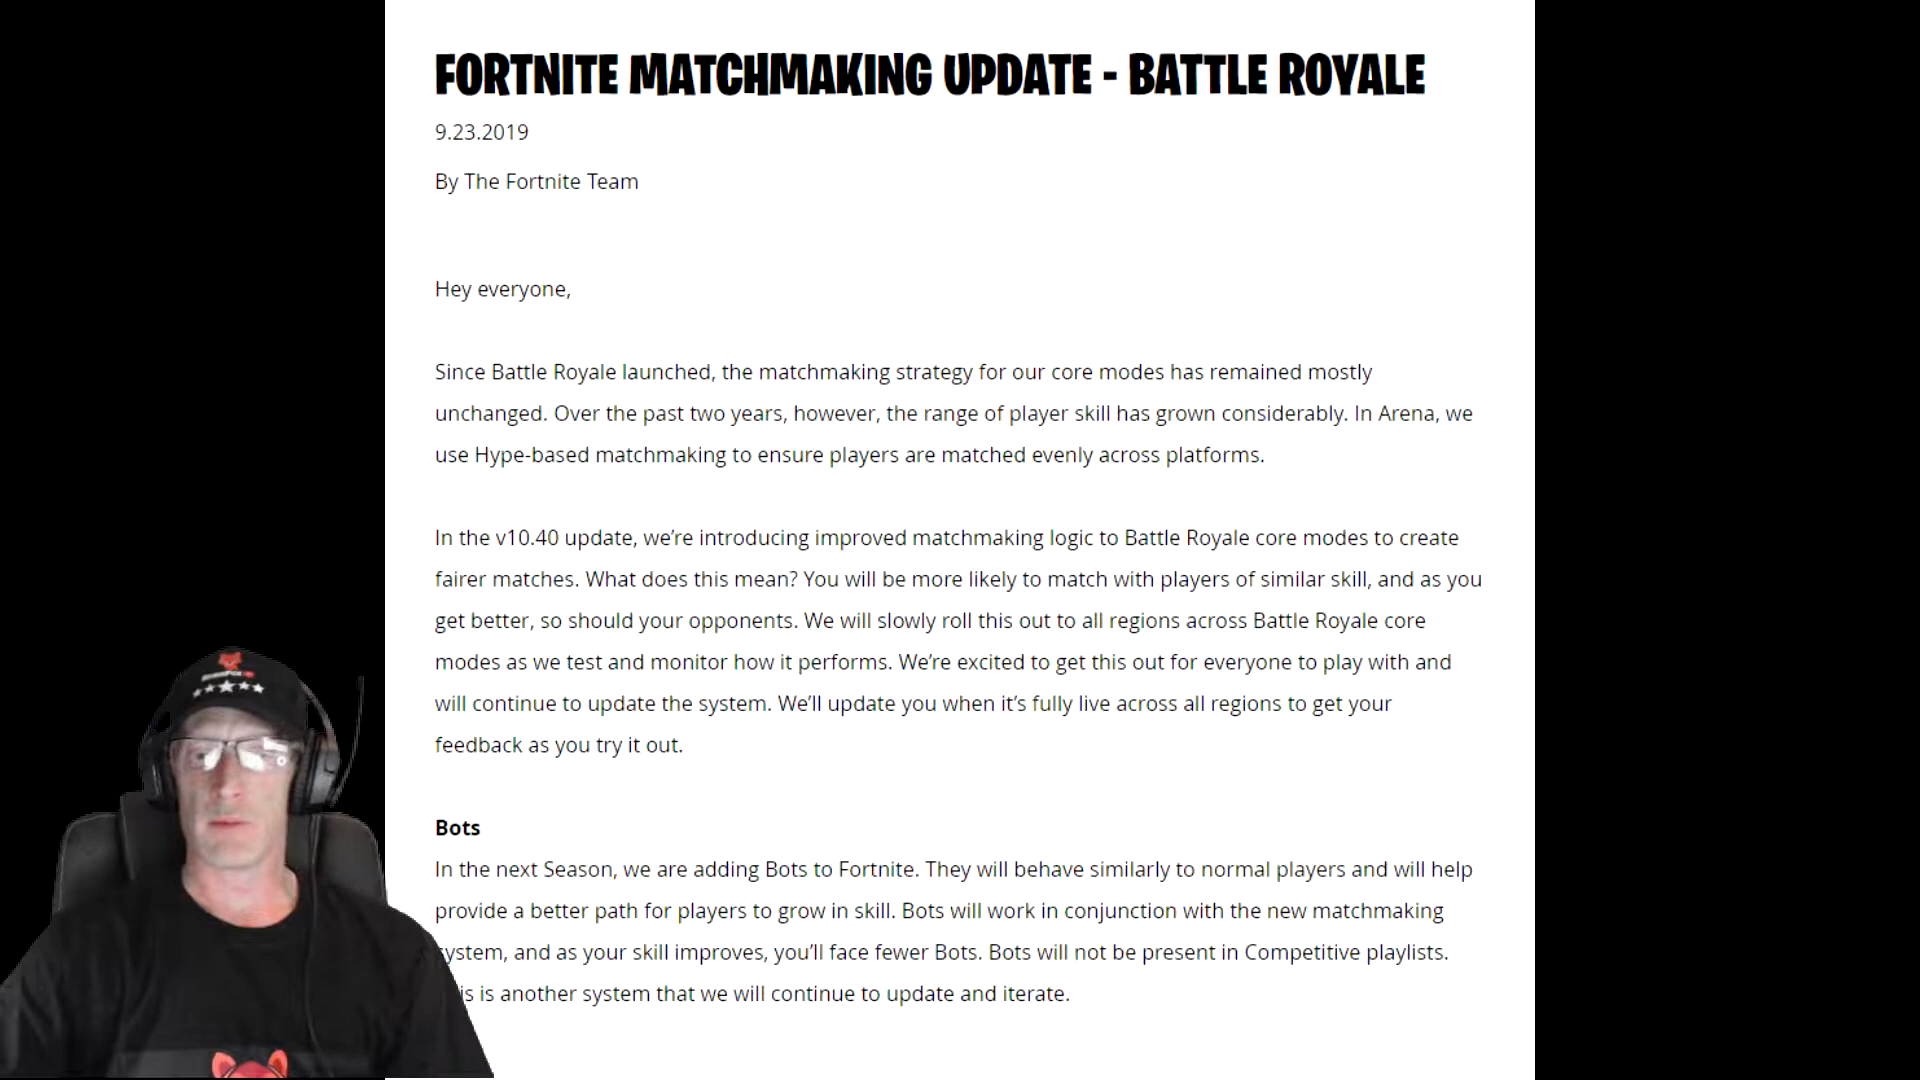 FORTNITE MATCHMAKING UPDATE - BATTLE ROYALE
9.23.2019
By The Fortnite Team
Hey everyone,
Since Battle Royale launched, the matchmaking strategy for our core modes has remained mostly
unchanged. Over the past two years, however, the range of player skill has grown considerably. In Arena, we
use Hype-based matchmaking to ensure players are matched evenly across platforms.
In the v10.40 update, we’re introducing improved matchmaking logic to Battle Royale core modes to create
fairer matches. What does this mean? You will be more likely to match with players of similar skill, and as you
get better, so should your opponents. We will slowly roll this out to all regions across Battle Royale core
modes as we test and monitor how it performs. We’re excited to get this out for everyone to play with and
will continue to update the system. We’ll update you when it’s fully live across all regions to get your
feedback as you try it out.
Bots
In the next Season, we are adding Bots to Fortnite. They will behave similarly to normal players and will help
provide a better path for players to grow in skill. Bots will work in conjunction with the new matchmaking
ystem, and as your skill improves, you’ll face fewer Bots. Bots will not be present in Competitive playlists.
is is another system that we will continue to update and iterate.